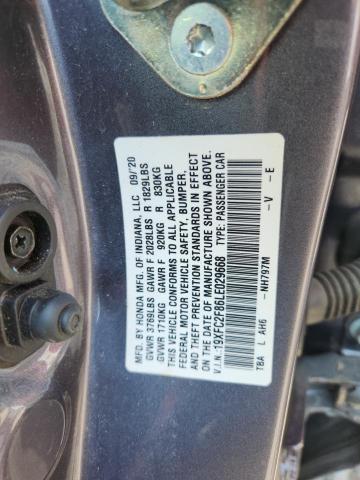 MFD. BY HONDA MFG. OF INDIANA, LLC 09/20
GVWR 3769LBS GAWR F 2028LBS R 1829LBS
GVWR 1710KG GAWR F 920KG R 830KG
THIS VEHICLE CONFORMS TO ALL APPLICABLE
FEDERAL MOTOR VEHICLE SAFETY, BUMPER,
AND THEFT PREVENTION STANDARDS IN EFFECT
ON THE DATE OF MANUFACTURE SHOWN ABOVE.
V.I.N.: 19XFC2F86LE029668 TYPE: PASSENGER CAR
TBA L AH6 -NH797M -V -E